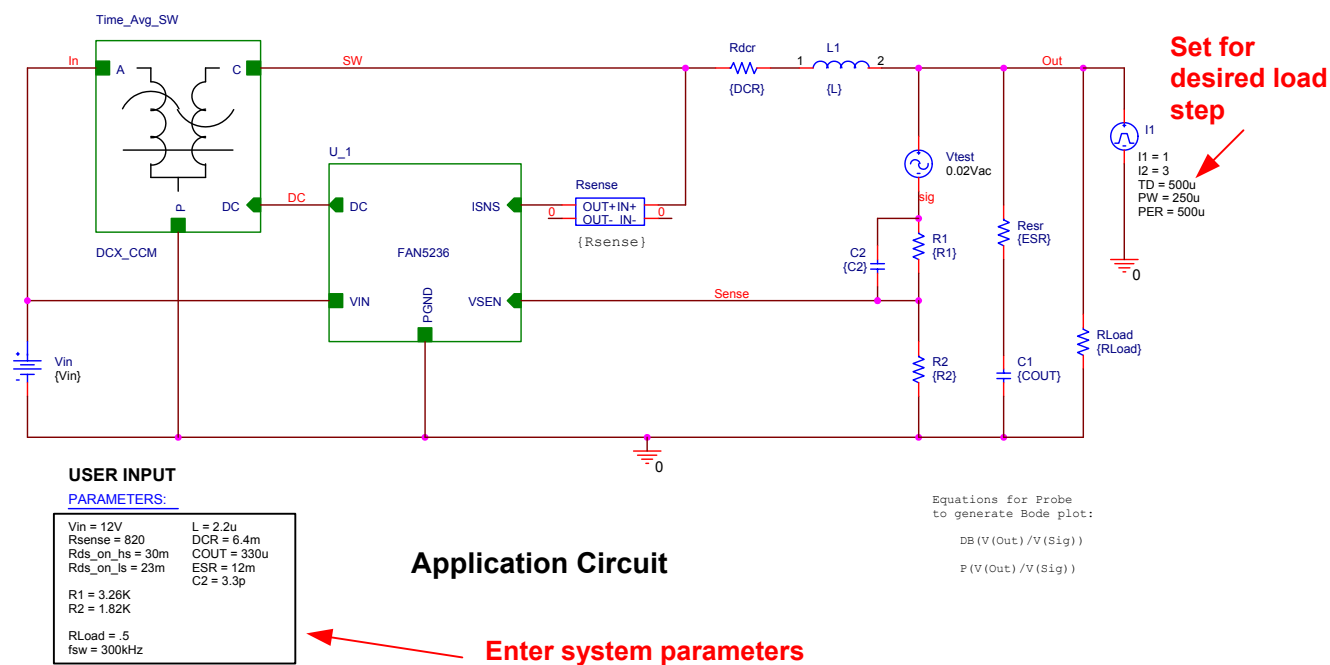 Time_Avg_SW
In
A
C
SW
P
DC
DC
DCX_CCM
U_1
DC
ISNS
FAN5236
VIN
PGND
VSEN
Rsense
OUT+IN+
OUT- IN-
0
0
{Rsense}
Rdcr
{DCR}
L1
1
2
{L}
Out
Vtest
0.02Vac
sig
C2
{C2}
R1
{R1}
Sense
R2
{R2}
Resr
{ESR}
C1
{COUT}
RLoad
{RLoad}
I1
I1 = 1
I2 = 3
TD = 500u
PW = 250u
PER = 500u
0
Set for
desired load
step
Vin
{Vin}
0
USER INPUT
PARAMETERS:
Vin = 12V
Rsense = 820
Rds_on_hs = 30m
Rds_on_ls = 23m
R1 = 3.26K
R2 = 1.82K
RLoad = .5
fsw = 300kHz
L = 2.2u
DCR = 6.4m
COUT = 330u
ESR = 12m
C2 = 3.3p
Application Circuit
Enter system parameters
Equations for Probe
to generate Bode plot:
DB(V(Out)/V(Sig))
P(V(Out)/V(Sig))